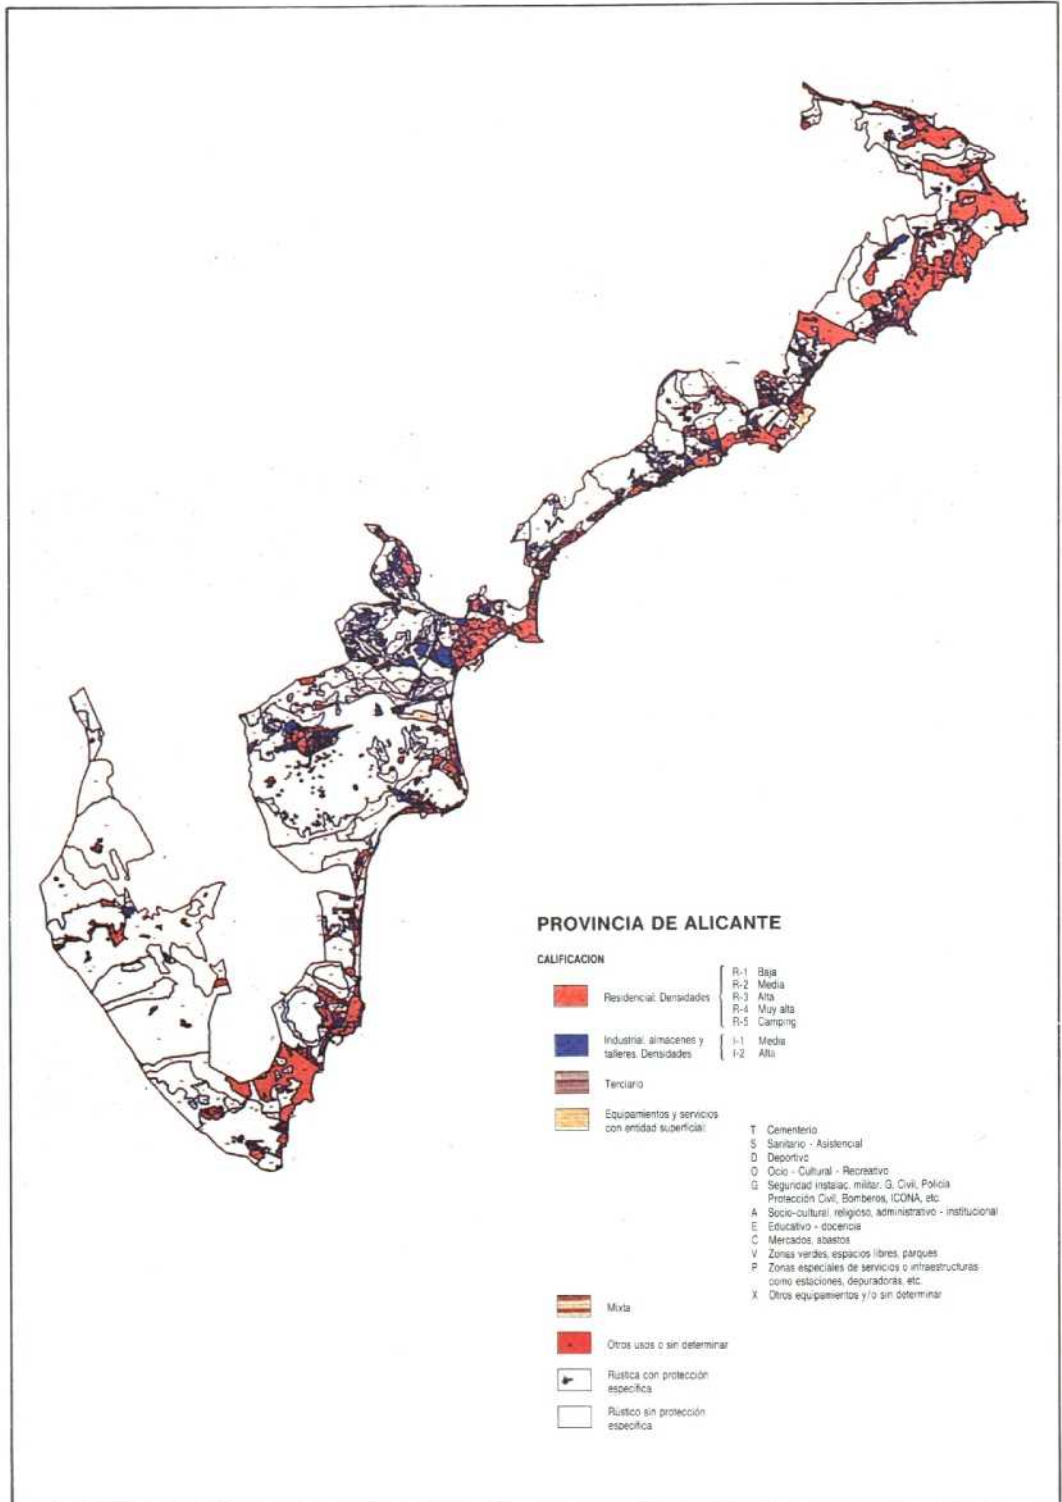 PROVINCIA DE ALICANTE
CALIFICACION
Residencial: Densidades
R-1 Baja
R-2 Media
R-3 Alta
R-4 Muy alta
R-5 Camping
Industrial, almacenes y
talleres. Densidades
I-1 Media
I-2 Alta
Terciario
Equipamientos y servicios
con entidad superficial:
T Cementerio
S Sanitario - Asistencial
D Deportivo
O Ocio - Cultural - Recreativo
G Seguridad instalac. militar, G. Civil, Policia
Protección Civil, Bomberos, ICONA, etc.
A Socio-cultural, religioso, administrativo - institucional
E Educativo - docencia
C Mercados, abastos
V Zonas verdes, espacios libres, parques
P Zonas especiales de servicios o infraestructuras
como estaciones, depuradoras, etc.
X Otros equipamientos y/o sin determinar
Mixta
Otros usos o sin determinar
Rústica con protección
específica
Rústico sin protección
específica